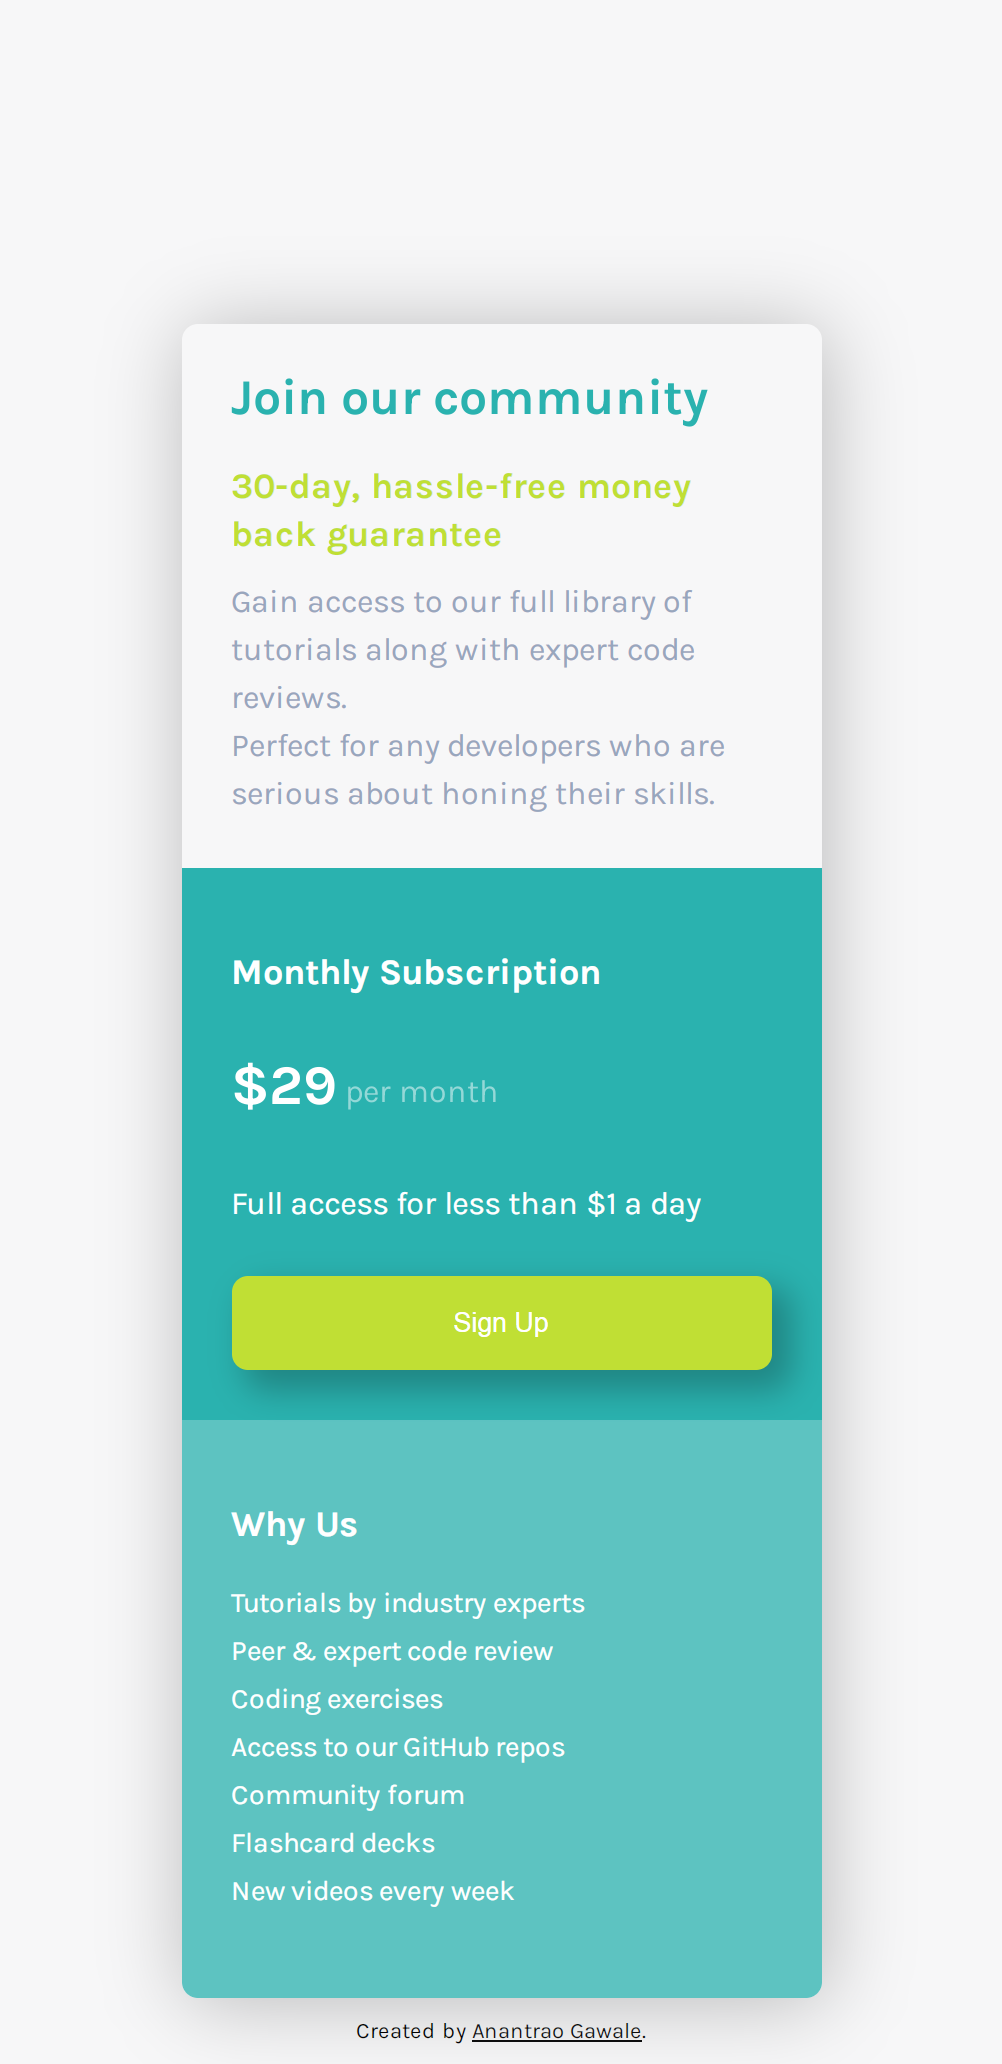 Join our community
30-day, hassle-free money
back guarantee
Gain access to our full library of
tutorials along with expert code
reviews.
Perfect for any developers who are
serious about honing their skills.
Monthly Subscription
$29 per month
Full access for less than $1 a day
Sign Up
Why Us
Tutorials by industry experts
Peer & expert code review
Coding exercises
Access to our GitHub repos
Community forum
Flashcard decks
New videos every week
Created by Anantrao Gawale.